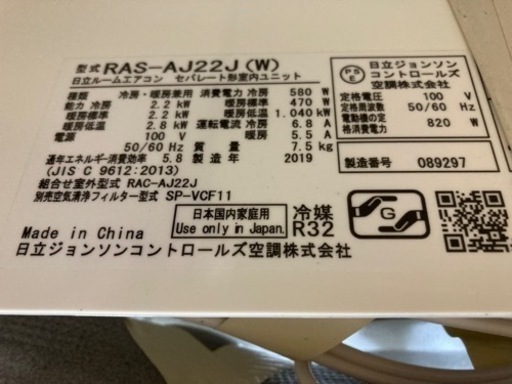 型式 RAS-AJ22J(W)
日立ルームエアコン セパレート形室内ユニット
種類 冷房・暖房兼用 消費電力 冷房 580 W
能力 冷房 2.2 kW 暖房標準 470 W
暖房標準 2.2 kW 暖房低温 1.040 kW
暖房低温 2.8 kW 運転電流 冷房 6.8 A
電源 100 V 暖房 5.5 A
50/60 Hz 質量 7.5 kg
通年エネルギー消費効率 5.8 製造年 2019
(JIS C 9612:2013)
組合せ室外型式 RAC-AJ22J
別売空気清浄フィルター型式 SP-VCF11
Made in China
日本国内家庭用
Use only in Japan.
冷媒
R32
G
日立ジョンソンコントロールズ空調株式会社
PS
E
日立ジョンソン
コントロールズ
空調株式会社
定格電圧 100 V
定格周波数 50/60 Hz
電動機の定
格消費電力 820 W
製造番号 089297